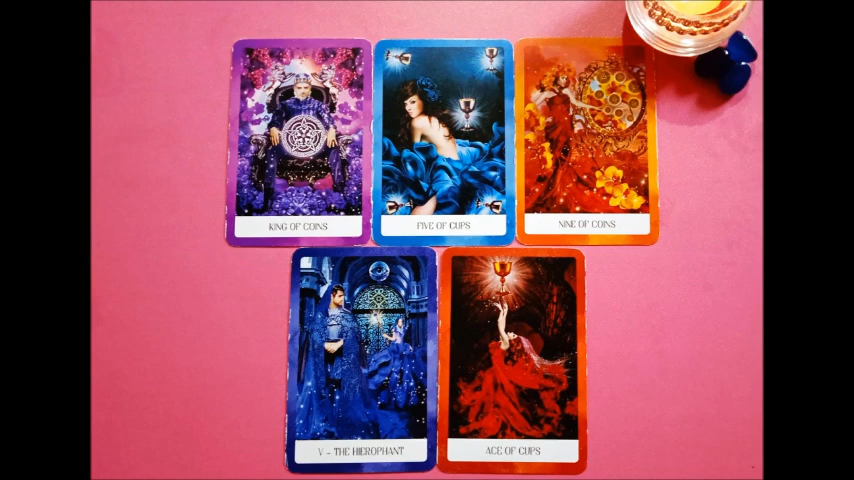 KING OF COINS
FIVE OF CUPS
NINE OF COINS
V - THE HIEROPHANT
ACE OF CUPS